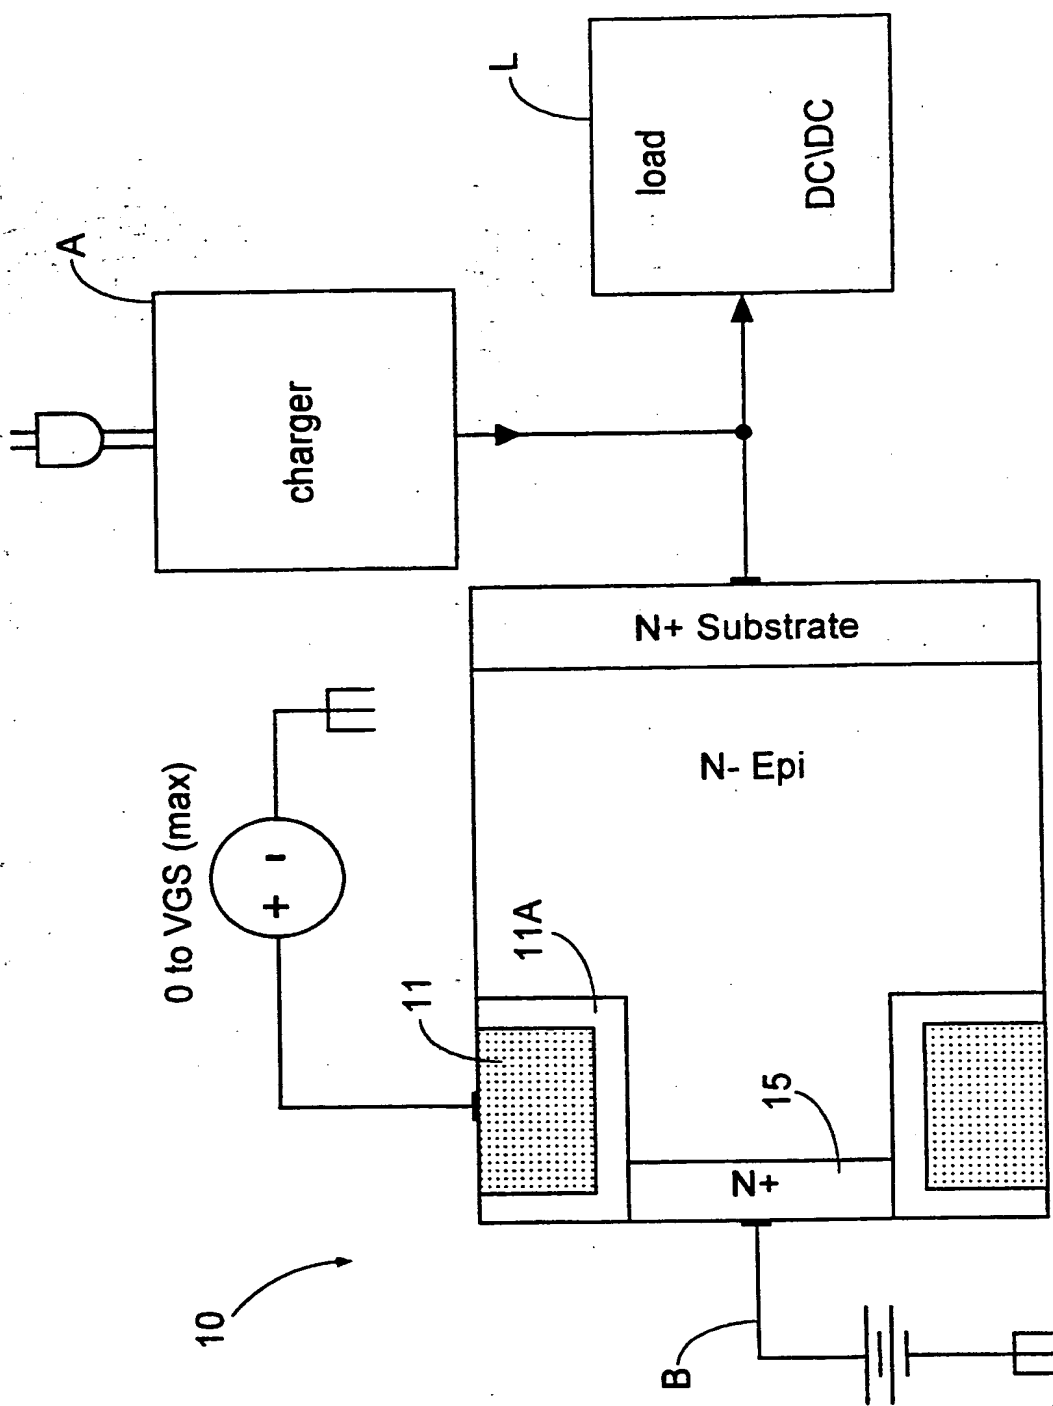 A
charger
L
load
DC\DC
0 to VGS (max)
+ -
N+ Substrate
N- Epi
11
11A
15
N+
10
B